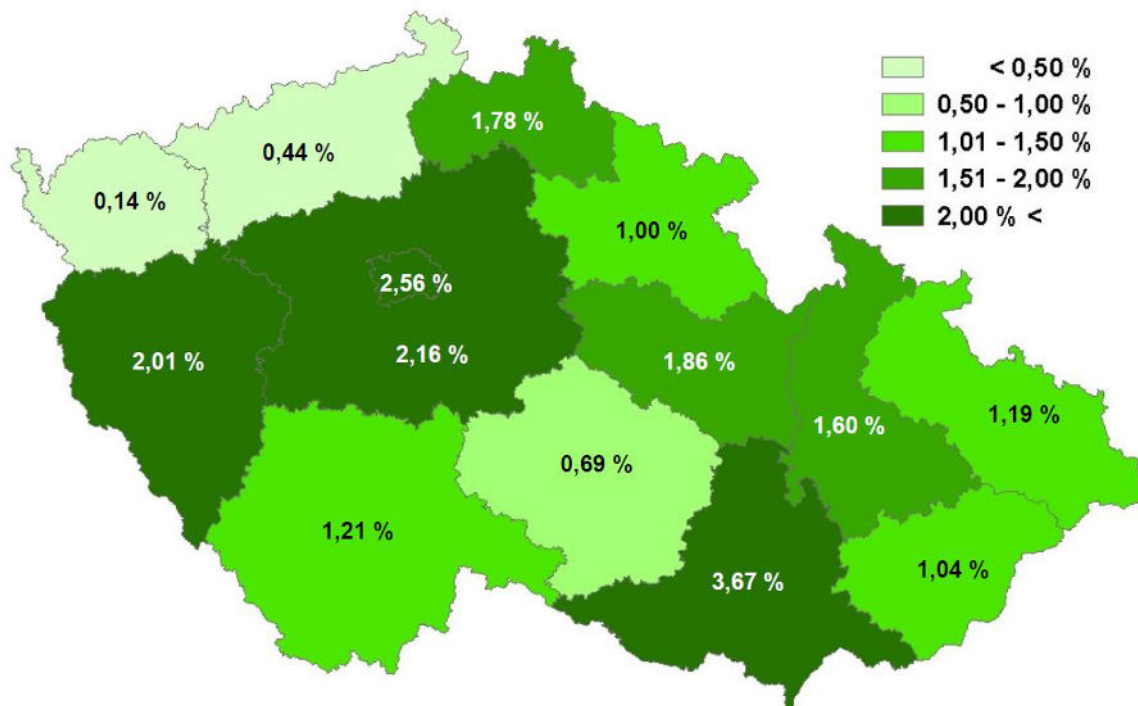 < 0,50 %
0,50 - 1,00 %
1,01 - 1,50 %
1,51 - 2,00 %
2,00 % <
1,78 %
0,44 %
0,14 %
1,00 %
2,56 %
2,16 %
2,01 %
1,86 %
1,60 %
1,19 %
0,69 %
1,21 %
3,67 %
1,04 %